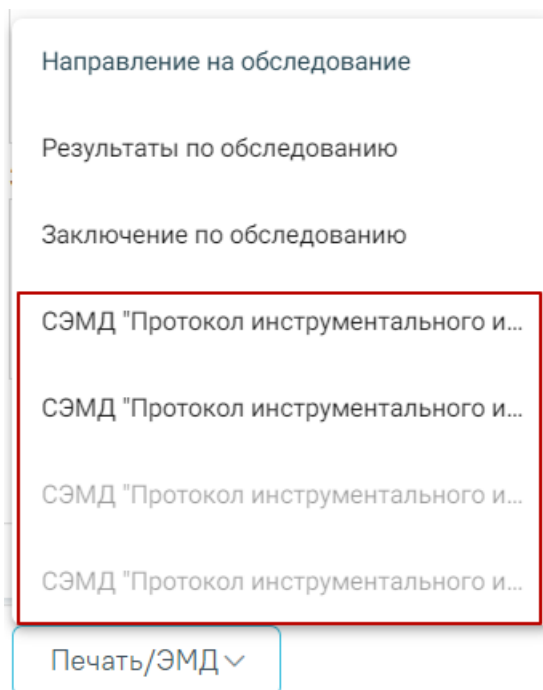 Направление на обследование
Результаты по обследованию
Заключение по обследованию
СЭМД "Протокол инструментального и...
СЭМД "Протокол инструментального и...
СЭМД "Протокол инструментального и...
СЭМД "Протокол инструментального и...
Печать/ЭМД